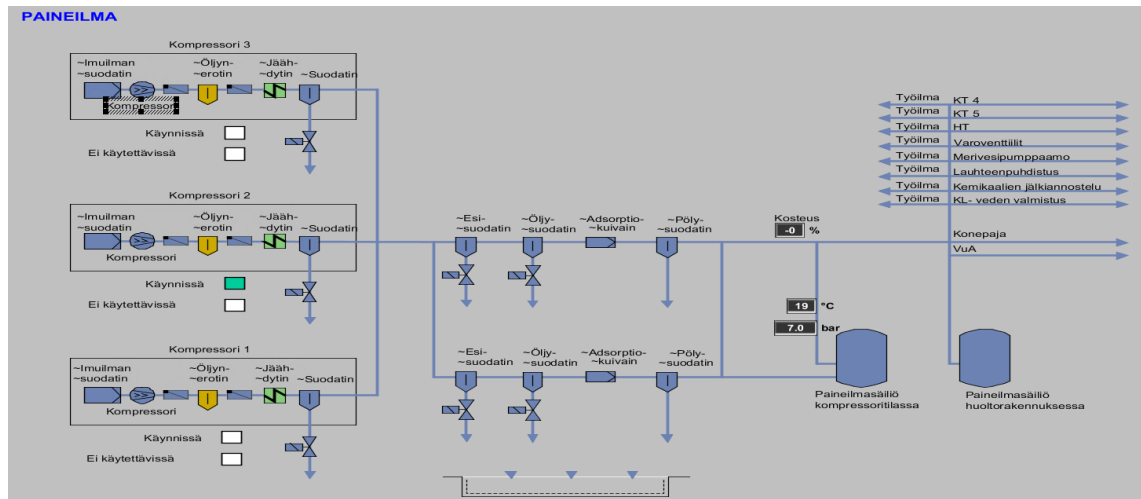 PAINEILMA
Kompressori 3
~Imuilman
~suodatin
~Öljyn-
~erotin
~Jääh-
~dytin
~Suodatin
Kompressori
Käynnissä
Ei käytettävissä
Kompressori 2
~Imuilman
~suodatin
~Öljyn-
~erotin
~Jääh-
~dytin
~Suodatin
Kompressori
Käynnissä
Ei käytettävissä
Kompressori 1
~Imuilman
~suodatin
~Öljyn-
~erotin
~Jääh-
~dytin
~Suodatin
Kompressori
Käynnissä
Ei käytettävissä
~Esi-
~suodatin
~Öljy-
~suodatin
~Adsorptio-
~kuivain
~Pöly-
~suodatin
~Esi-
~suodatin
~Öljy-
~suodatin
~Adsorptio-
~kuivain
~Pöly-
~suodatin
Kosteus
-0 %
19 °C
7.0 bar
Paineilmasäiliö
kompressoritilassa
Paineilmasäiliö
huoltorakennuksessa
Työilma KT 4
Työilma KT 5
Työilma HT
Työilma Varoventtiilit
Työilma Merivesipumppaamo
Työilma Lauhteenpuhdistus
Työilma Kemikaalien jälkiannostelu
Työilma KL- veden valmistus
Konepaja
VuA